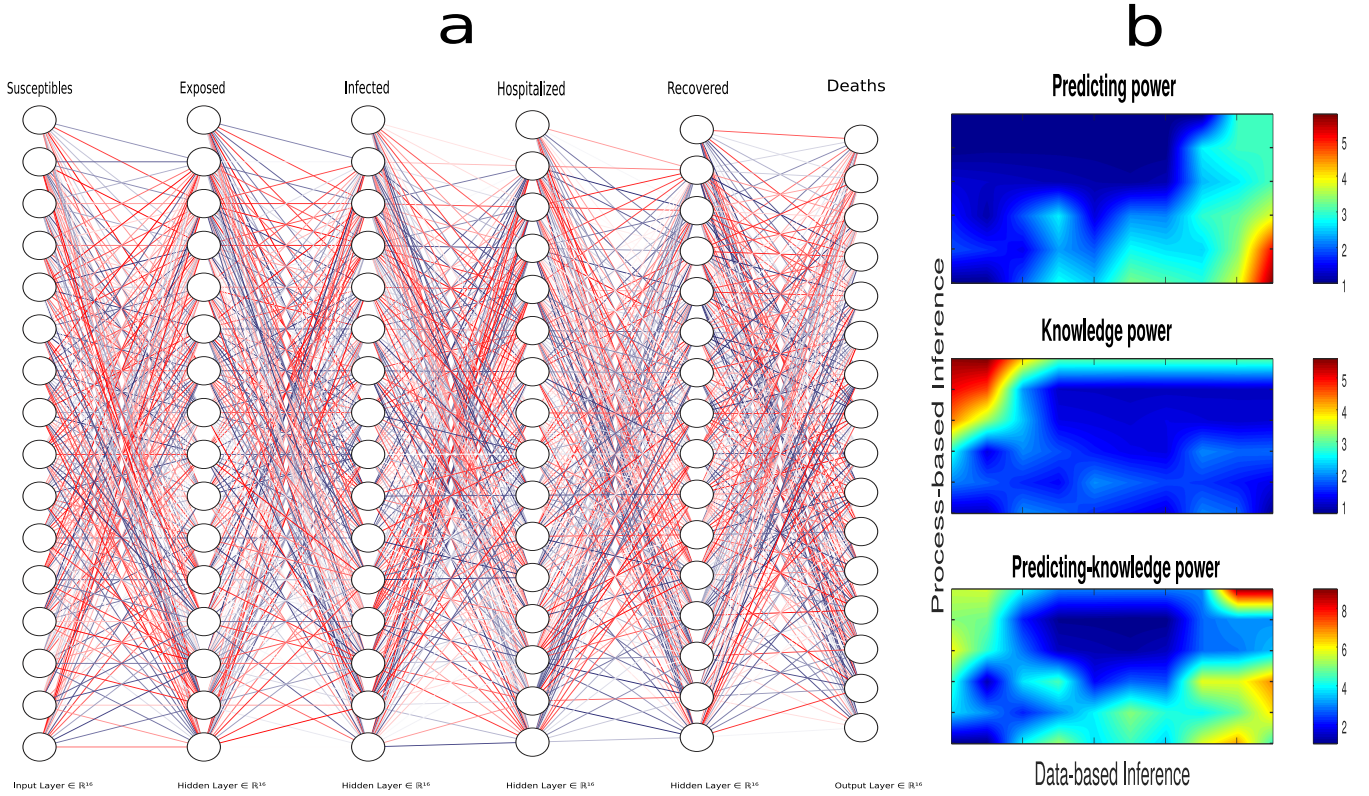 a
b
Susceptibles
Exposed
Infected
Hospitalized
Recovered
Deaths
Input Layer ∈ ℝ¹⁶
Hidden Layer ∈ ℝ¹⁶
Hidden Layer ∈ ℝ¹⁶
Hidden Layer ∈ ℝ¹⁶
Hidden Layer ∈ ℝ¹⁶
Output Layer ∈ ℝ¹⁶
Process-based Inference
Predicting power
5
4
3
2
1
Knowledge power
5
4
3
2
1
Predicting-knowledge power
8
6
4
2
Data-based Inference